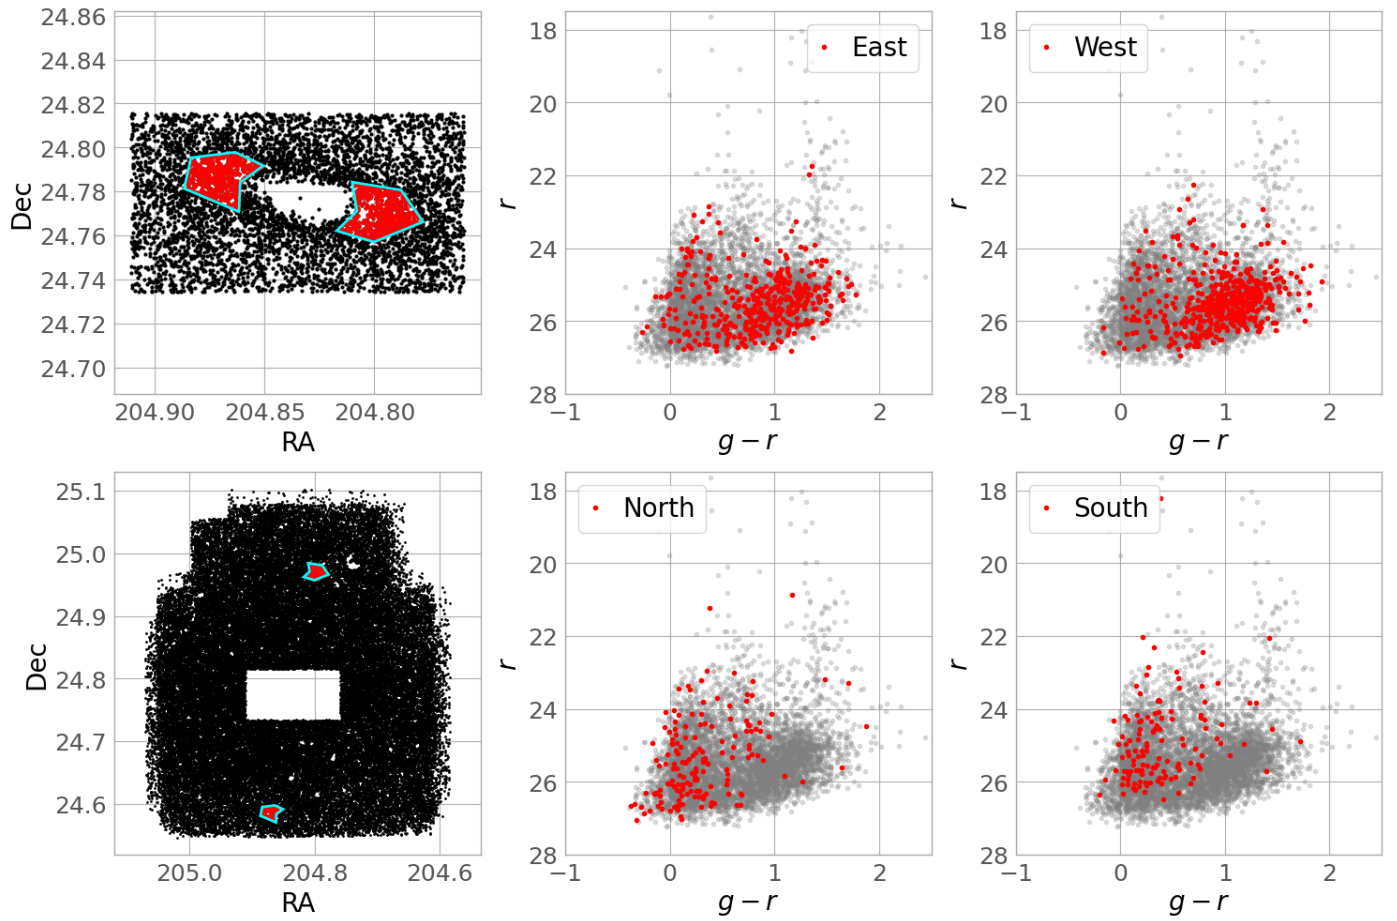 24.86
24.84
24.82
24.80
24.78
24.76
24.74
24.72
24.70
Dec
204.90 204.85 204.80
RA
18
20
22
24
26
28
r
East
−1 0 1 2
g − r
18
20
22
24
26
28
r
West
−1 0 1 2
g − r
25.1
25.0
24.9
24.8
24.7
24.6
Dec
205.0 204.8 204.6
RA
18
20
22
24
26
28
r
North
−1 0 1 2
g − r
18
20
22
24
26
28
r
South
−1 0 1 2
g − r